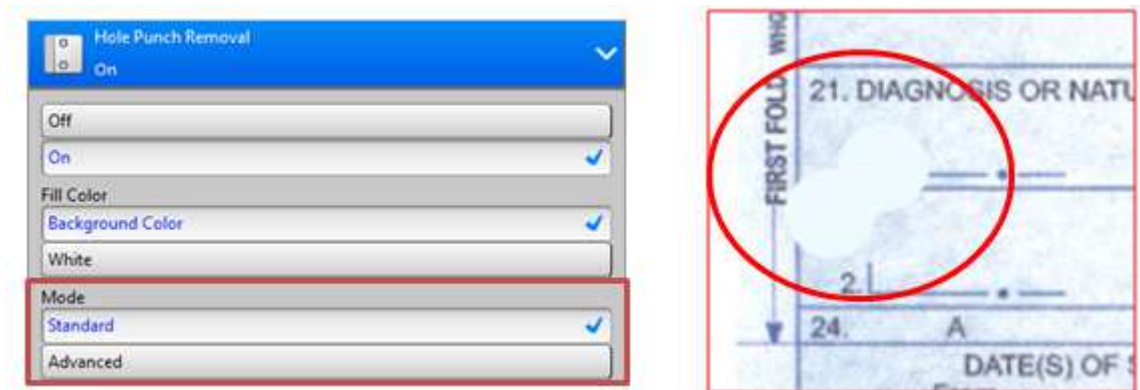 Hole Punch Removal
On
Off
On
Fill Color
Background Color
White
Mode
Standard
Advanced
FIRST FOLD WHO
21. DIAGNOSIS OR NATU
2.
24. A
DATE(S) OF S